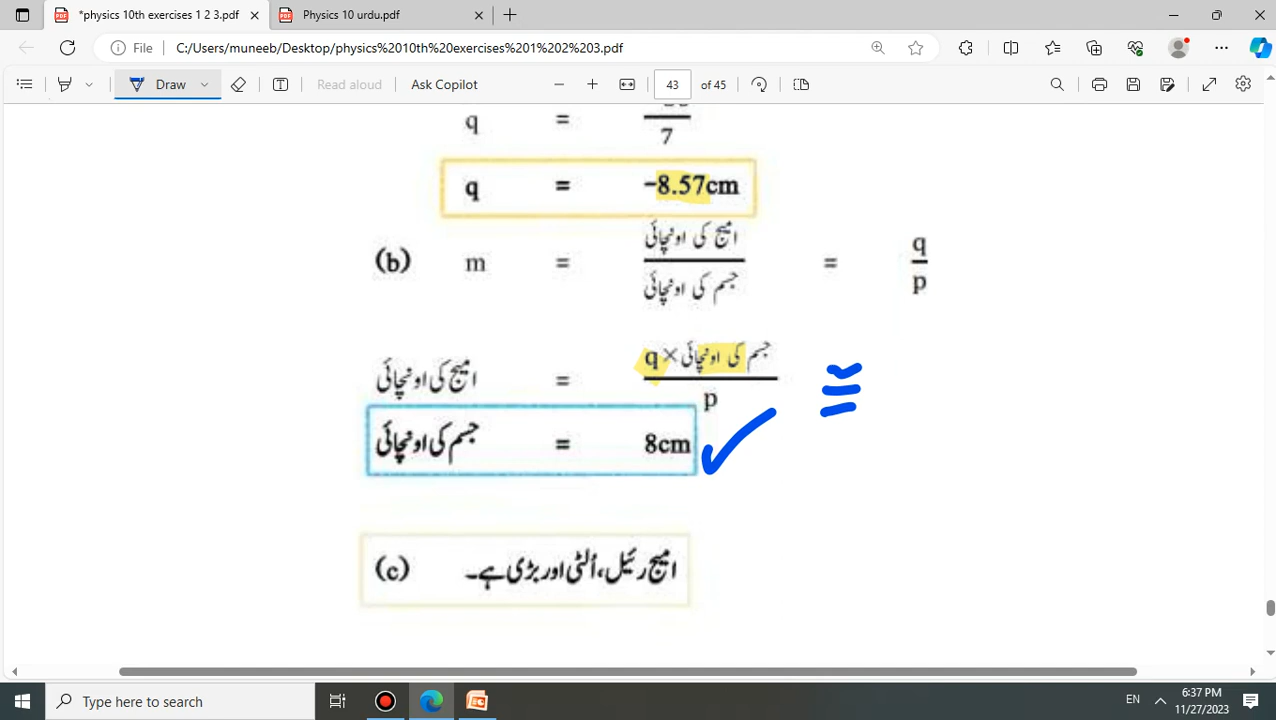 *physics 10th exercises 1 2 3.pdf
Physics 10 urdu.pdf
File C:/Users/muneeb/Desktop/physics%2010th%20exercises%201%202%203.pdf
Draw Read aloud Ask Copilot 43 of 45
q =
7
q = -8.57cm
(b) m = امیج کی اونچائی / جسم کی اونچائی = q / p
امیج کی اونچائی = جسم کی اونچائی × q / p
جسم کی اونچائی = 8cm
(c) امیج رئیل، اُلٹی اور بڑی ہے۔
Type here to search
EN
6:37 PM
11/27/2023